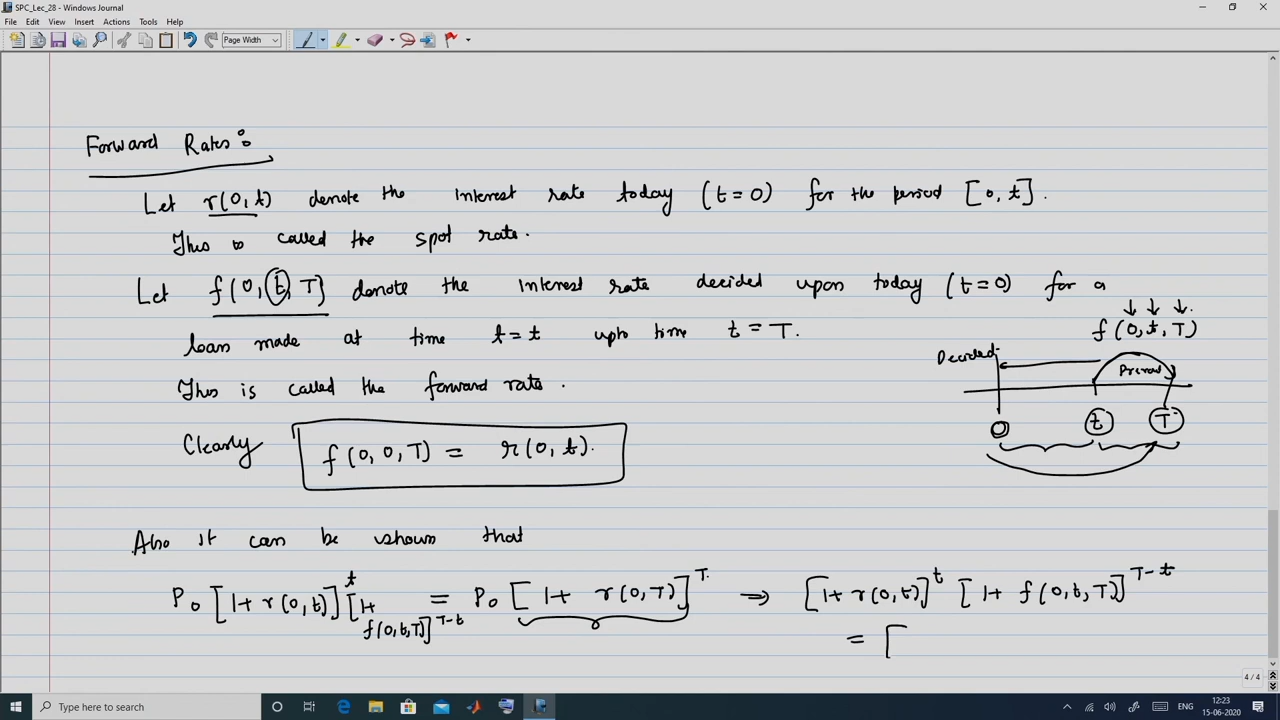 SPC_Lec_28 - Windows Journal
File Edit View Insert Actions Tools Help
Page Width
Forward Rates:
Let r(0,t) denote the interest rate today (t=0) for the period [0,t].
This is called the spot rate.
Let f(0,t,T) denote the interest rate decided upon today (t=0) for a
loan made at time t=t upto time t=T.
f(0,t,T)
Decided
Period
This is called the forward rate.
0 t T
Clearly f(0,0,T) = r(0,t).
Also it can be shown that
P0 [1+r(0,t)]^t [1+f(0,t,T)]^T-t = P0 [1+r(0,T)]^T. → [1+r(0,t)]^t [1+f(0,t,T)]^T-t
= [
4/4
Type here to search
ENG
12:23
15-06-2020